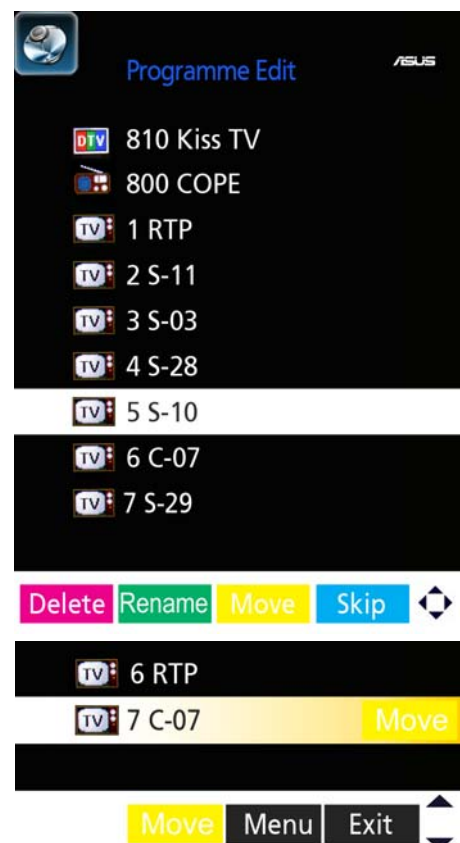 Programme Edit ASUS
DTV 810 Kiss TV
800 COPE
TV 1 RTP
TV 2 S-11
TV 3 S-03
TV 4 S-28
TV 5 S-10
TV 6 C-07
TV 7 S-29
Delete Rename Move Skip
TV 6 RTP
TV 7 C-07 Move
Move Menu Exit